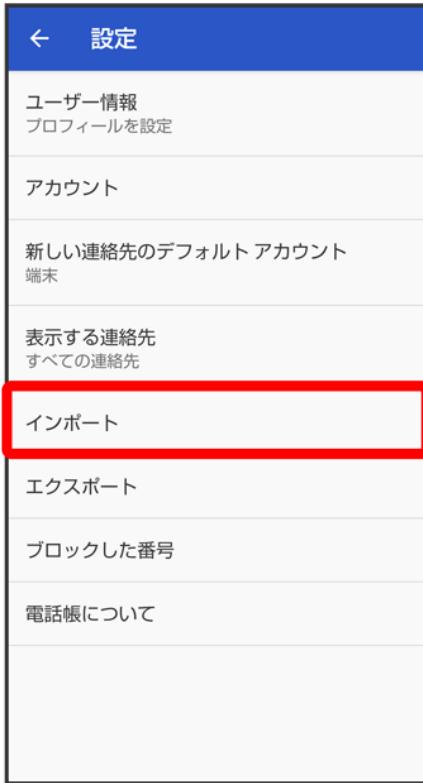 設定
ユーザー情報
プロフィールを設定
アカウント
新しい連絡先のデフォルト アカウント
端末
表示する連絡先
すべての連絡先
インポート
エクスポート
ブロックした番号
電話帳について